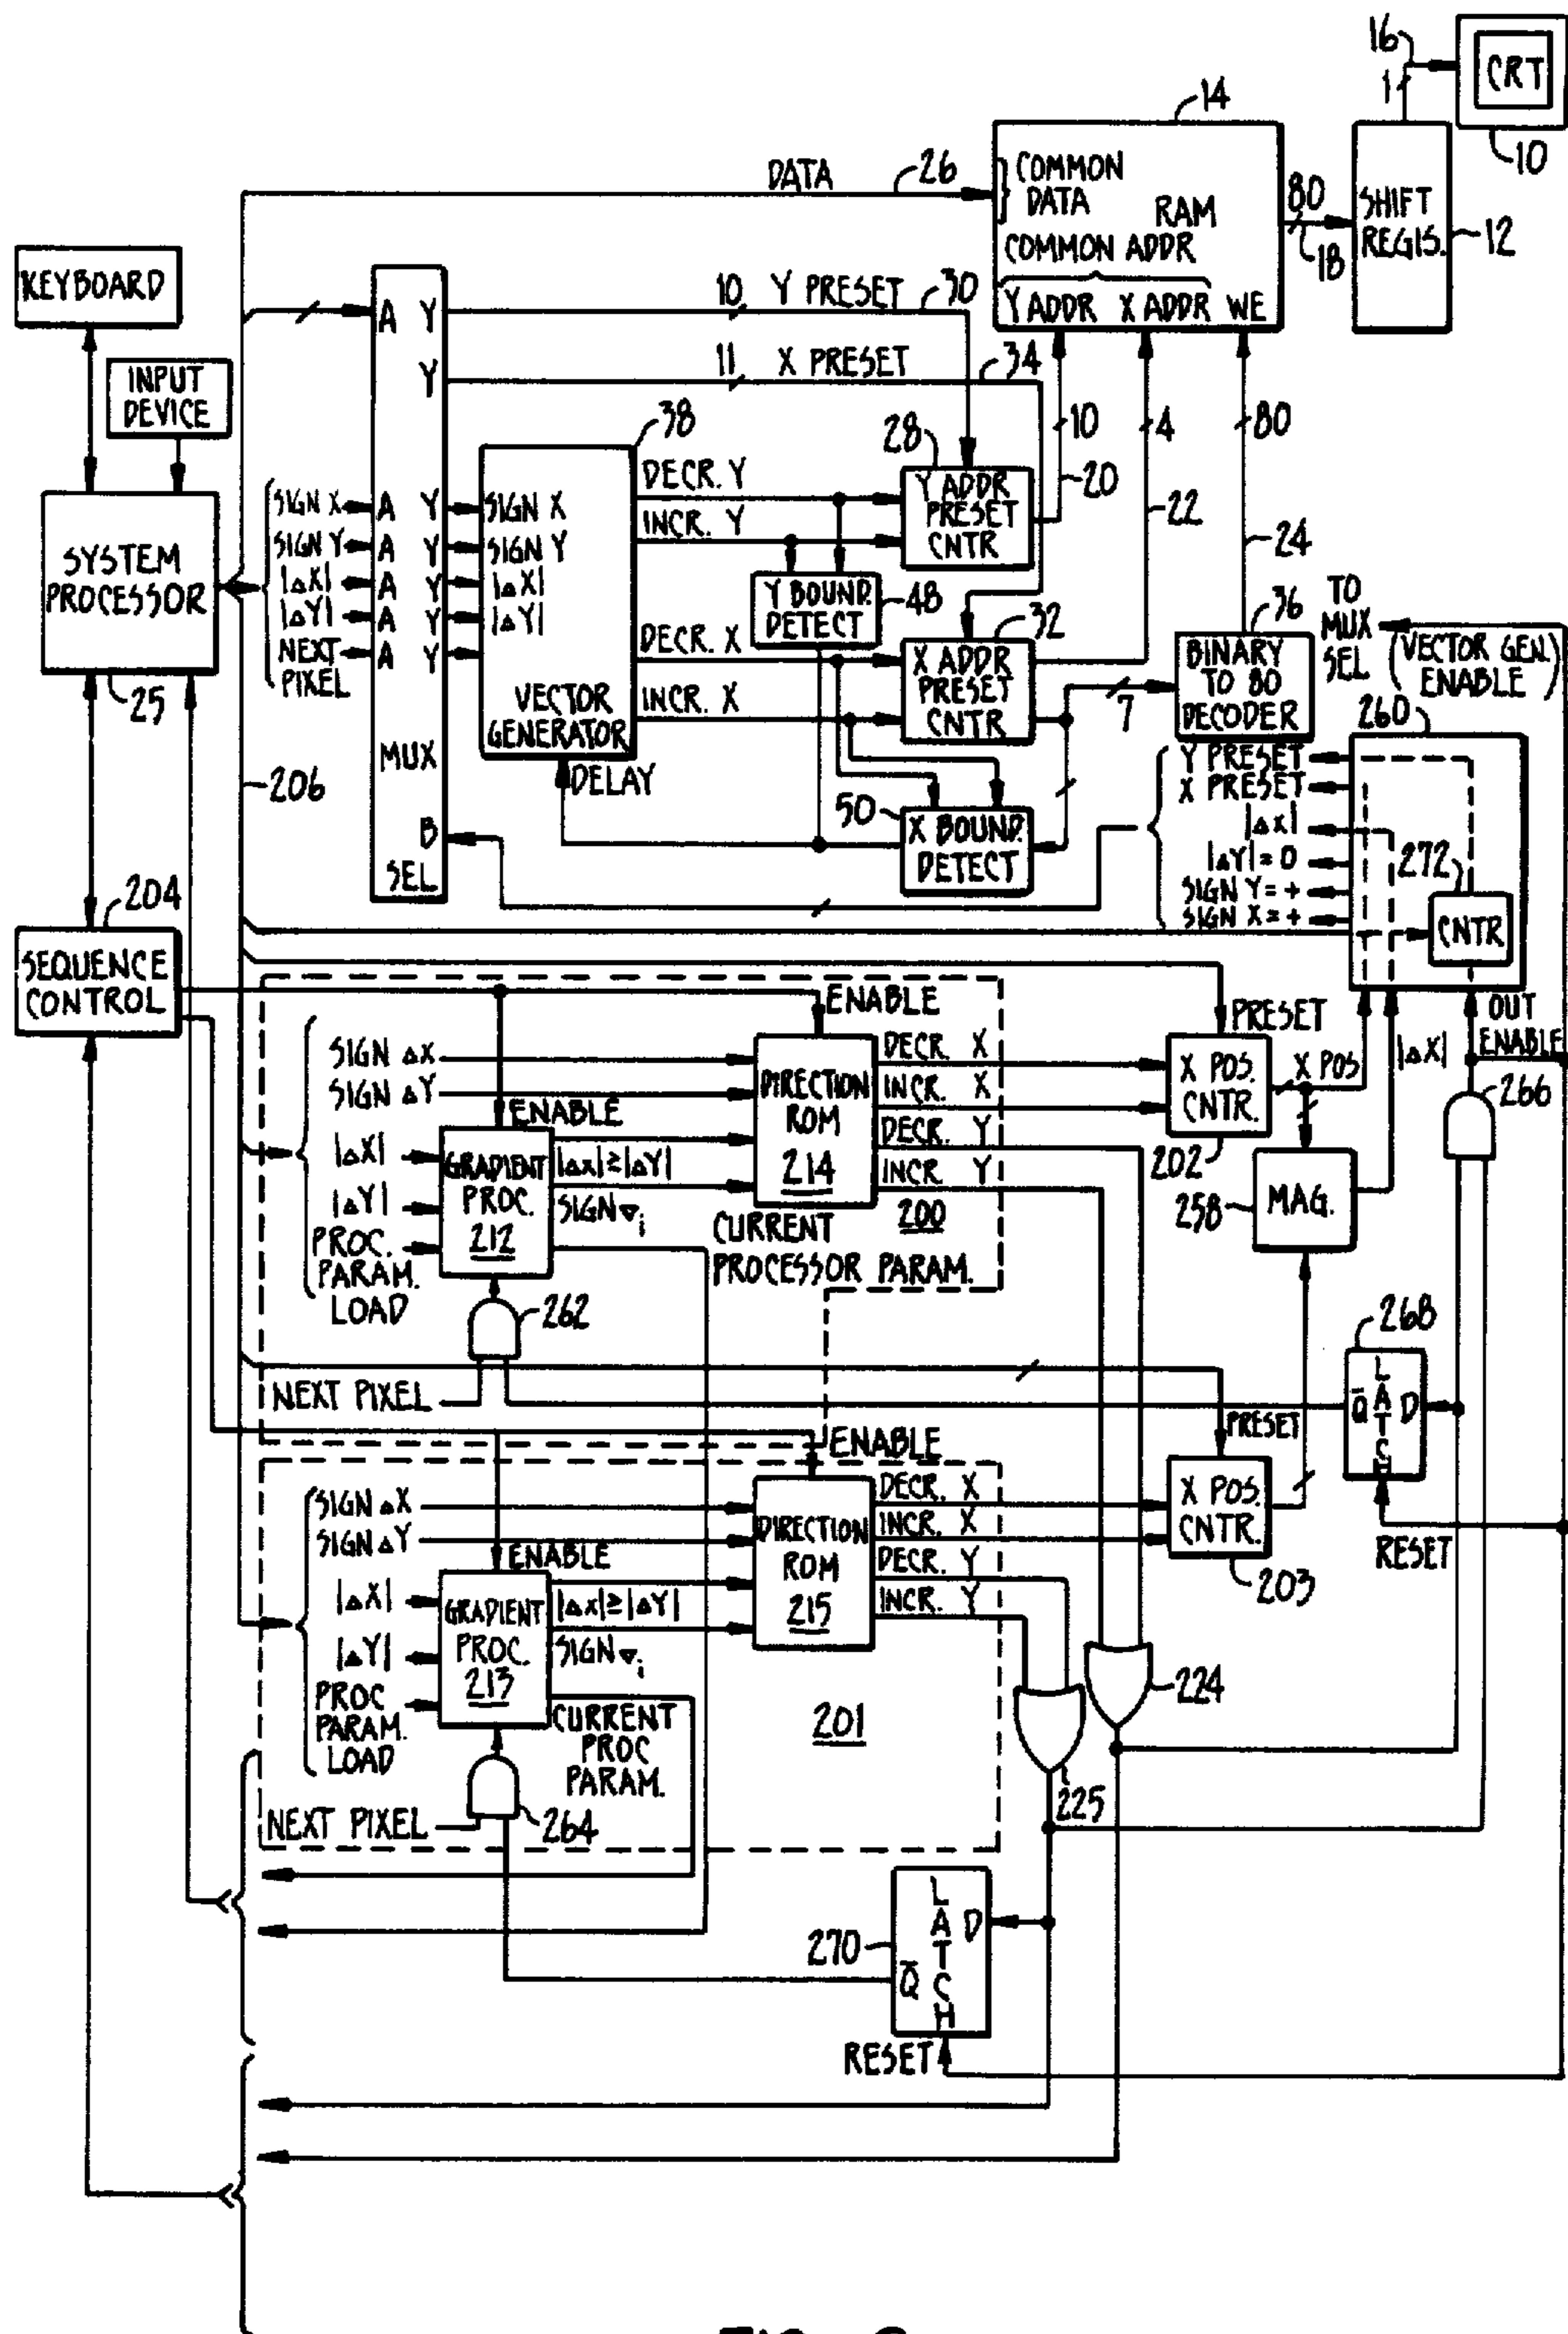 16
1
CRT
10
14
DATA
26
COMMON
DATA
RAM
COMMON ADDR
Y ADDR X ADDR WE
80
18
SHIFT
REGIS.
12
KEYBOARD
INPUT
DEVICE
A Y
10 Y PRESET
30
Y
11 X PRESET
34
38
DECR. Y
INCR. Y
28
Y ADDR
PRESET
CNTR
10
20
4
22
80
24
SYSTEM
PROCESSOR
25
SIGN X
SIGN Y
|ΔX|
|ΔY|
NEXT
PIXEL
A Y
A Y
A Y
A Y
A Y
SIGN X
SIGN Y
|ΔX|
|ΔY|
VECTOR
GENERATOR
Y BOUND.
DETECT
48
DECR. X
INCR. X
32
X ADDR
PRESET
CNTR
7
36
BINARY
TO 80
DECODER
TO
MUX
SEL
(VECTOR GEN.
ENABLE)
260
MUX
206
DELAY
50
X BOUND.
DETECT
B
SEL
Y PRESET
X PRESET
|ΔX|
|ΔY|=0
SIGN Y=+
SIGN X=+
272
CNTR
204
SEQUENCE
CONTROL
ENABLE
SIGN ΔX
SIGN ΔY
ENABLE
|ΔX|
|ΔY|
PROC.
PARAM.
LOAD
GRADIENT
PROC.
212
|ΔX|≥|ΔY|
SIGN ∇i
DIRECTION
ROM
214
DECR. X
INCR. X
DECR. Y
INCR. Y
200
CURRENT
PROCESSOR PARAM.
PRESET
X POS.
CNTR.
202
X POS
|ΔX|
OUT
ENABLE
266
258
MAG.
262
NEXT PIXEL
268
Q̄ LATCH D
RESET
PRESET
ENABLE
SIGN ΔX
SIGN ΔY
ENABLE
|ΔX|
|ΔY|
PROC
PARAM.
LOAD
GRADIENT
PROC.
213
|ΔX|≥|ΔY|
SIGN ∇i
CURRENT
PROC
PARAM.
DIRECTION
ROM
215
DECR. X
INCR. X
DECR. Y
INCR. Y
201
X POS.
CNTR.
203
224
225
NEXT PIXEL
264
270
Q̄ LATCH D
RESET